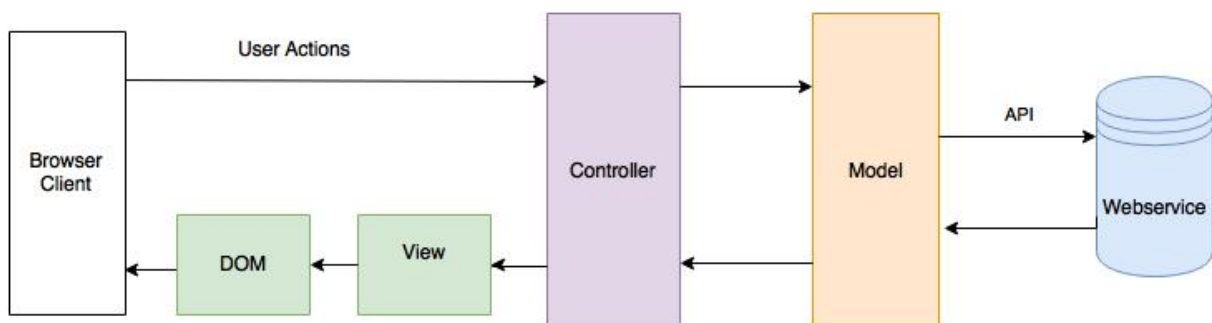 User Actions
Browser
Client
Controller
Model
API
Webservice
DOM
View